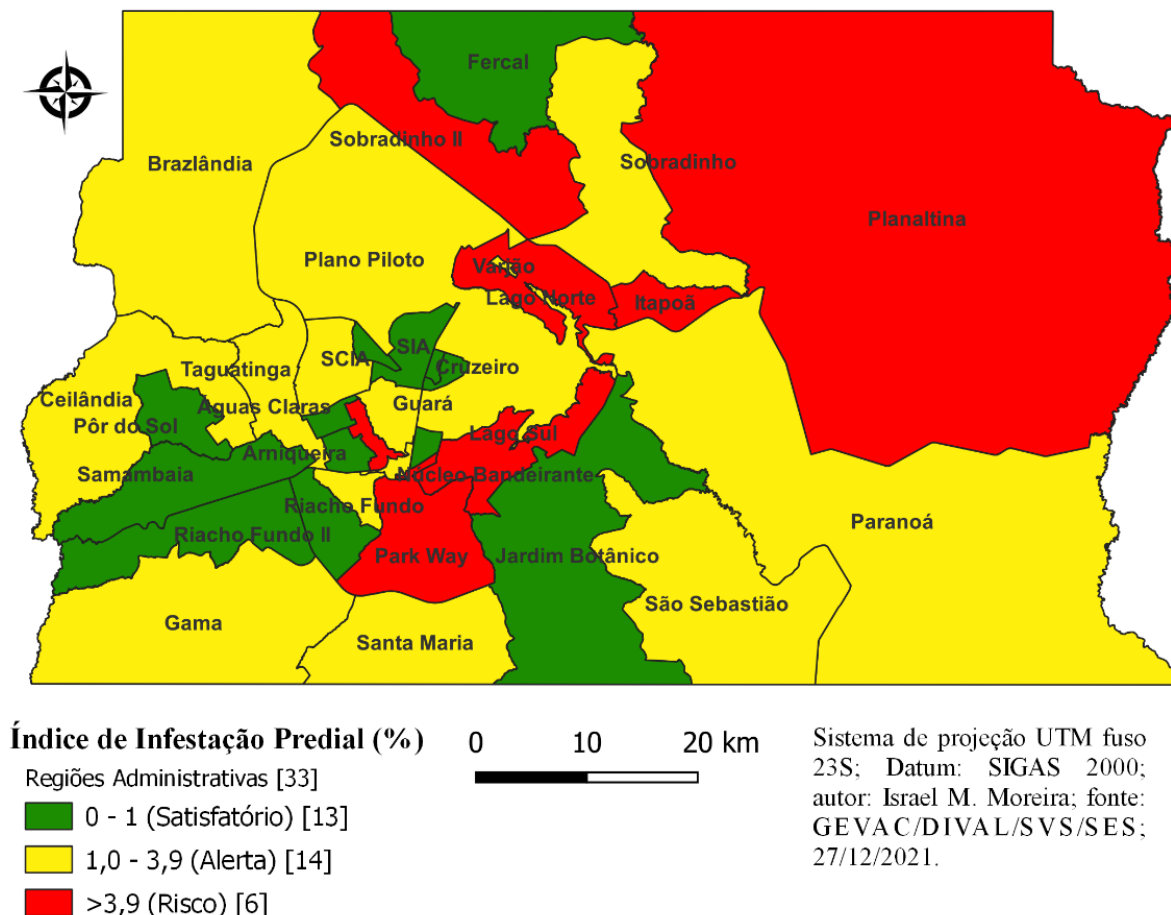 Fercal
Sobradinho II
Brazlândia
Sobradinho
Planaltina
Plano Piloto
Varjão
Lago Norte
Itapoã
SIA
SCIA
Cruzeiro
Taguatinga
Ceilândia
Águas Claras
Guará
Pôr do Sol
Lago Sul
Arniqueira
Samambaia
Núcleo Bandeirante
Riacho Fundo
Paranoá
Riacho Fundo II
Park Way
Jardim Botânico
São Sebastião
Gama
Santa Maria
Índice de Infestação Predial (%)
Regiões Administrativas [33]
0 - 1 (Satisfatório) [13]
1,0 - 3,9 (Alerta) [14]
>3,9 (Risco) [6]
0 10 20 km
Sistema de projeção UTM fuso
23S; Datum: SIGAS 2000;
autor: Israel M. Moreira; fonte:
GEVAC/DIVAL/SVS/SES;
27/12/2021.